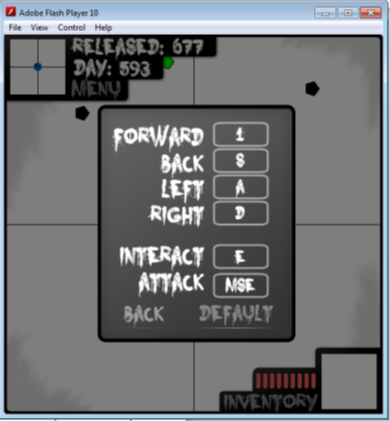 Adobe Flash Player 10
File View Control Help
RELEASED: 677
DAY: 593
MENU
FORWARD 1
BACK S
LEFT A
RIGHT D
INTERACT E
ATTACK MSE
BACK DEFAULT
INVENTORY